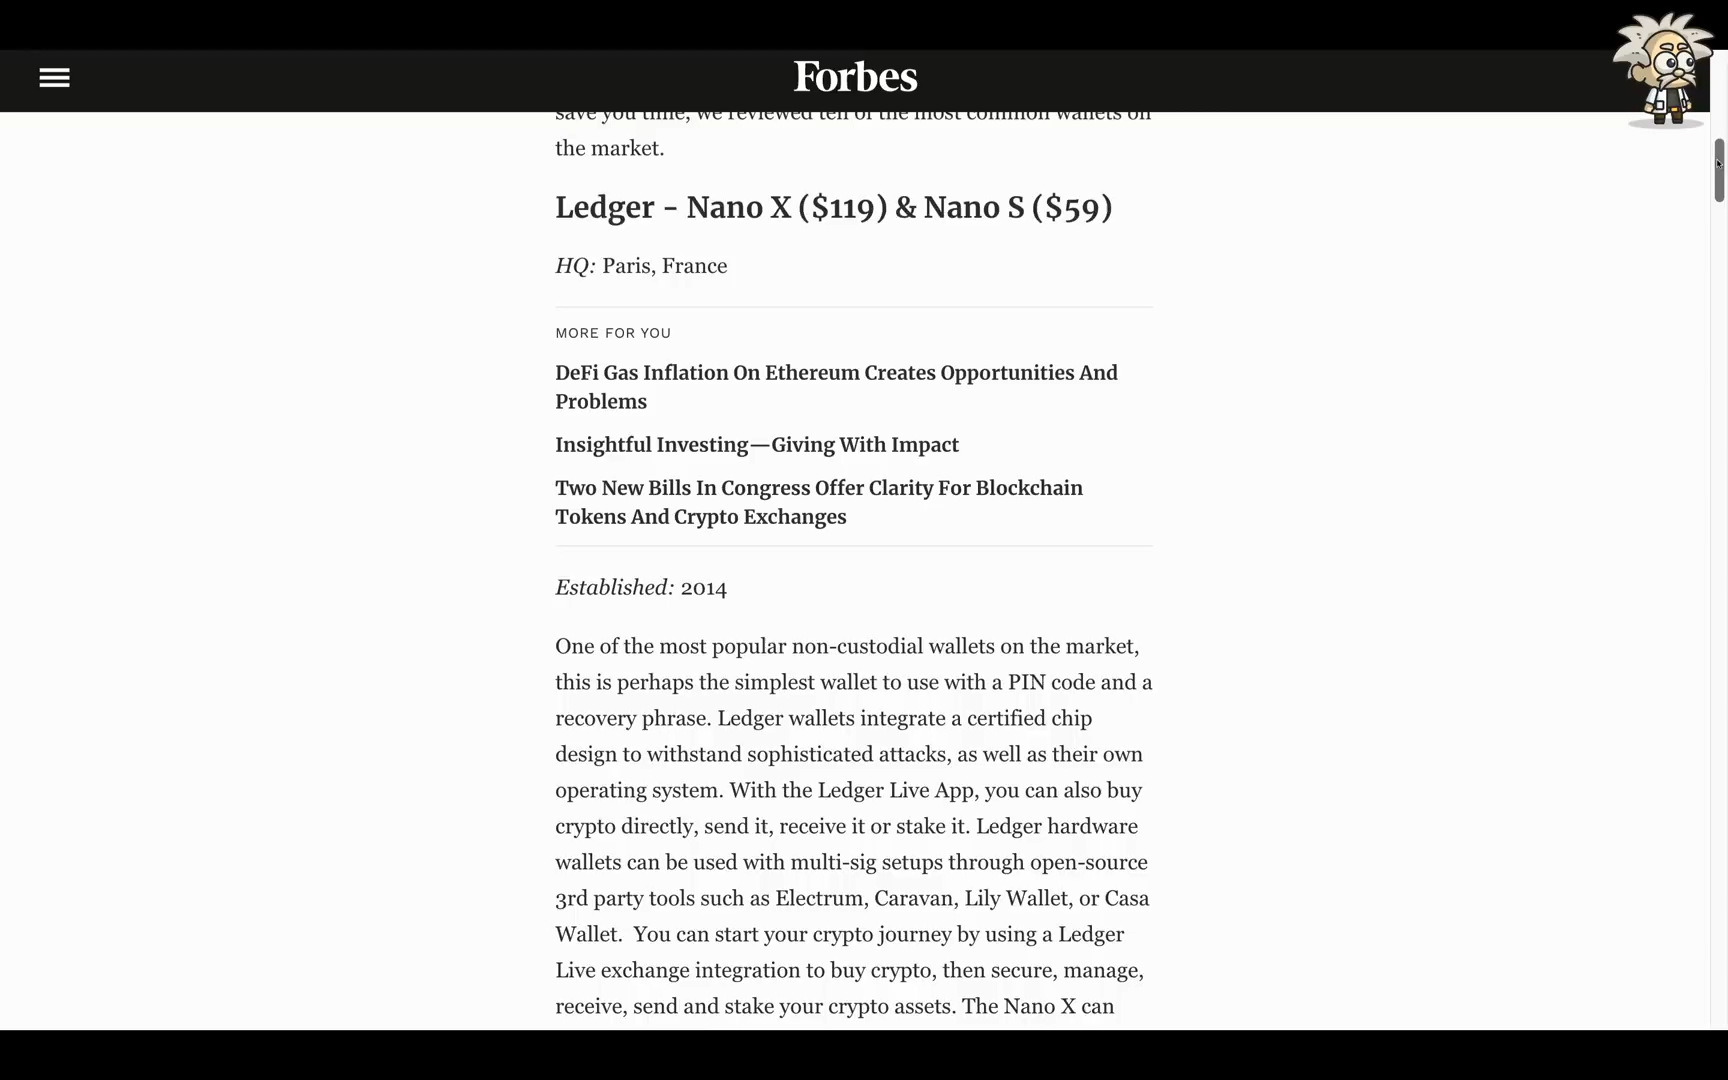 Forbes
save you time, we reviewed ten of the most common wallets on
the market.
Ledger - Nano X ($119) & Nano S ($59)
HQ: Paris, France
MORE FOR YOU
DeFi Gas Inflation On Ethereum Creates Opportunities And
Problems
Insightful Investing—Giving With Impact
Two New Bills In Congress Offer Clarity For Blockchain
Tokens And Crypto Exchanges
Established: 2014
One of the most popular non-custodial wallets on the market,
this is perhaps the simplest wallet to use with a PIN code and a
recovery phrase. Ledger wallets integrate a certified chip
design to withstand sophisticated attacks, as well as their own
operating system. With the Ledger Live App, you can also buy
crypto directly, send it, receive it or stake it. Ledger hardware
wallets can be used with multi-sig setups through open-source
3rd party tools such as Electrum, Caravan, Lily Wallet, or Casa
Wallet.  You can start your crypto journey by using a Ledger
Live exchange integration to buy crypto, then secure, manage,
receive, send and stake your crypto assets. The Nano X can